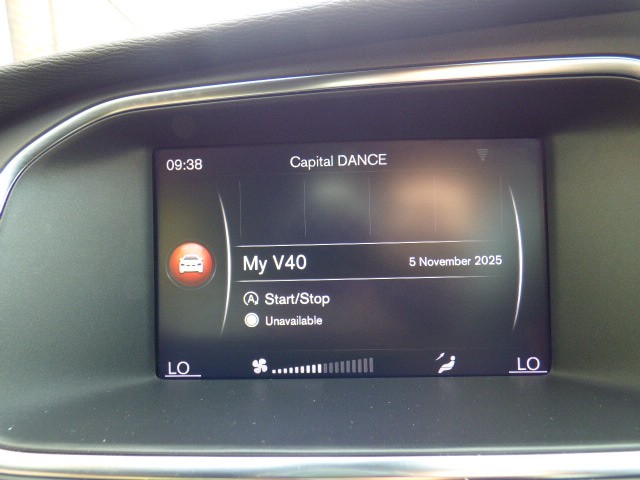 09:38 Capital DANCE
My V40 5 November 2025
Start/Stop
Unavailable
LO LO